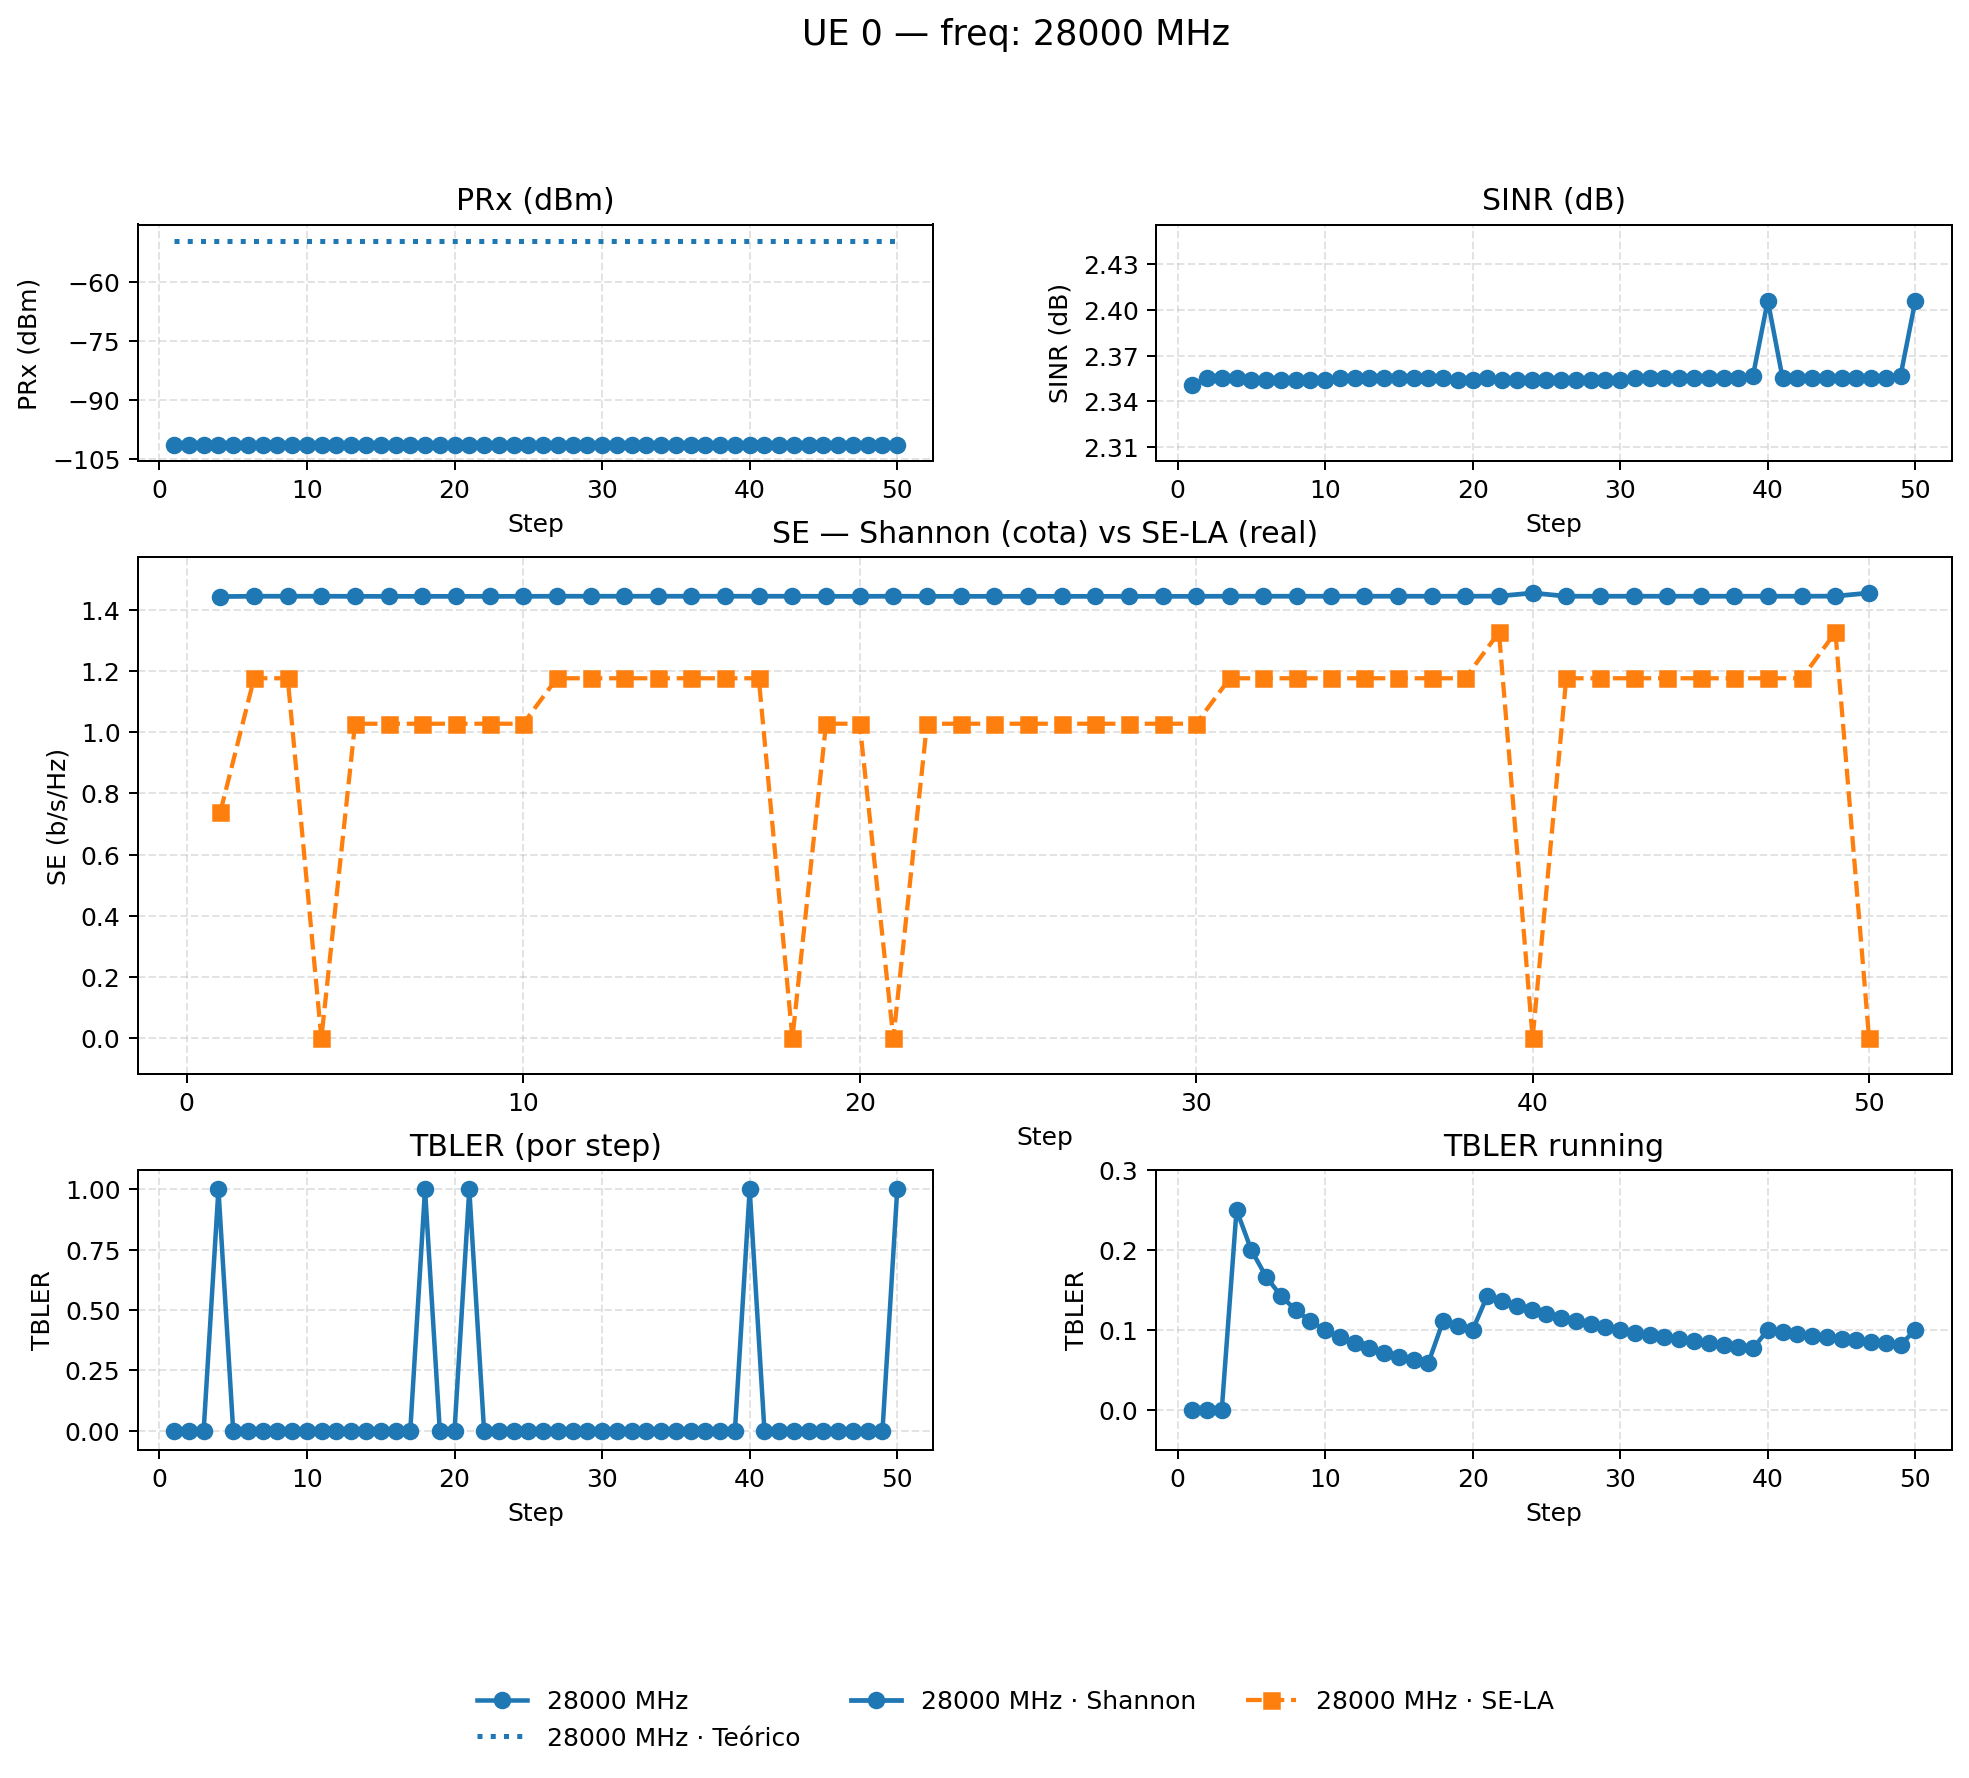 UE 0 — freq: 28000 MHz
PRx (dBm)
PRx (dBm)
−60
−75
−90
−105
0 10 20 30 40 50
Step
SINR (dB)
SINR (dB)
2.43
2.40
2.37
2.34
2.31
0 10 20 30 40 50
Step
SE — Shannon (cota) vs SE-LA (real)
SE (b/s/Hz)
1.4
1.2
1.0
0.8
0.6
0.4
0.2
0.0
0 10 20 30 40 50
Step
TBLER (por step)
TBLER
1.00
0.75
0.50
0.25
0.00
0 10 20 30 40 50
Step
TBLER running
TBLER
0.3
0.2
0.1
0.0
0 10 20 30 40 50
Step
28000 MHz
28000 MHz · Teórico
28000 MHz · Shannon
28000 MHz · SE-LA